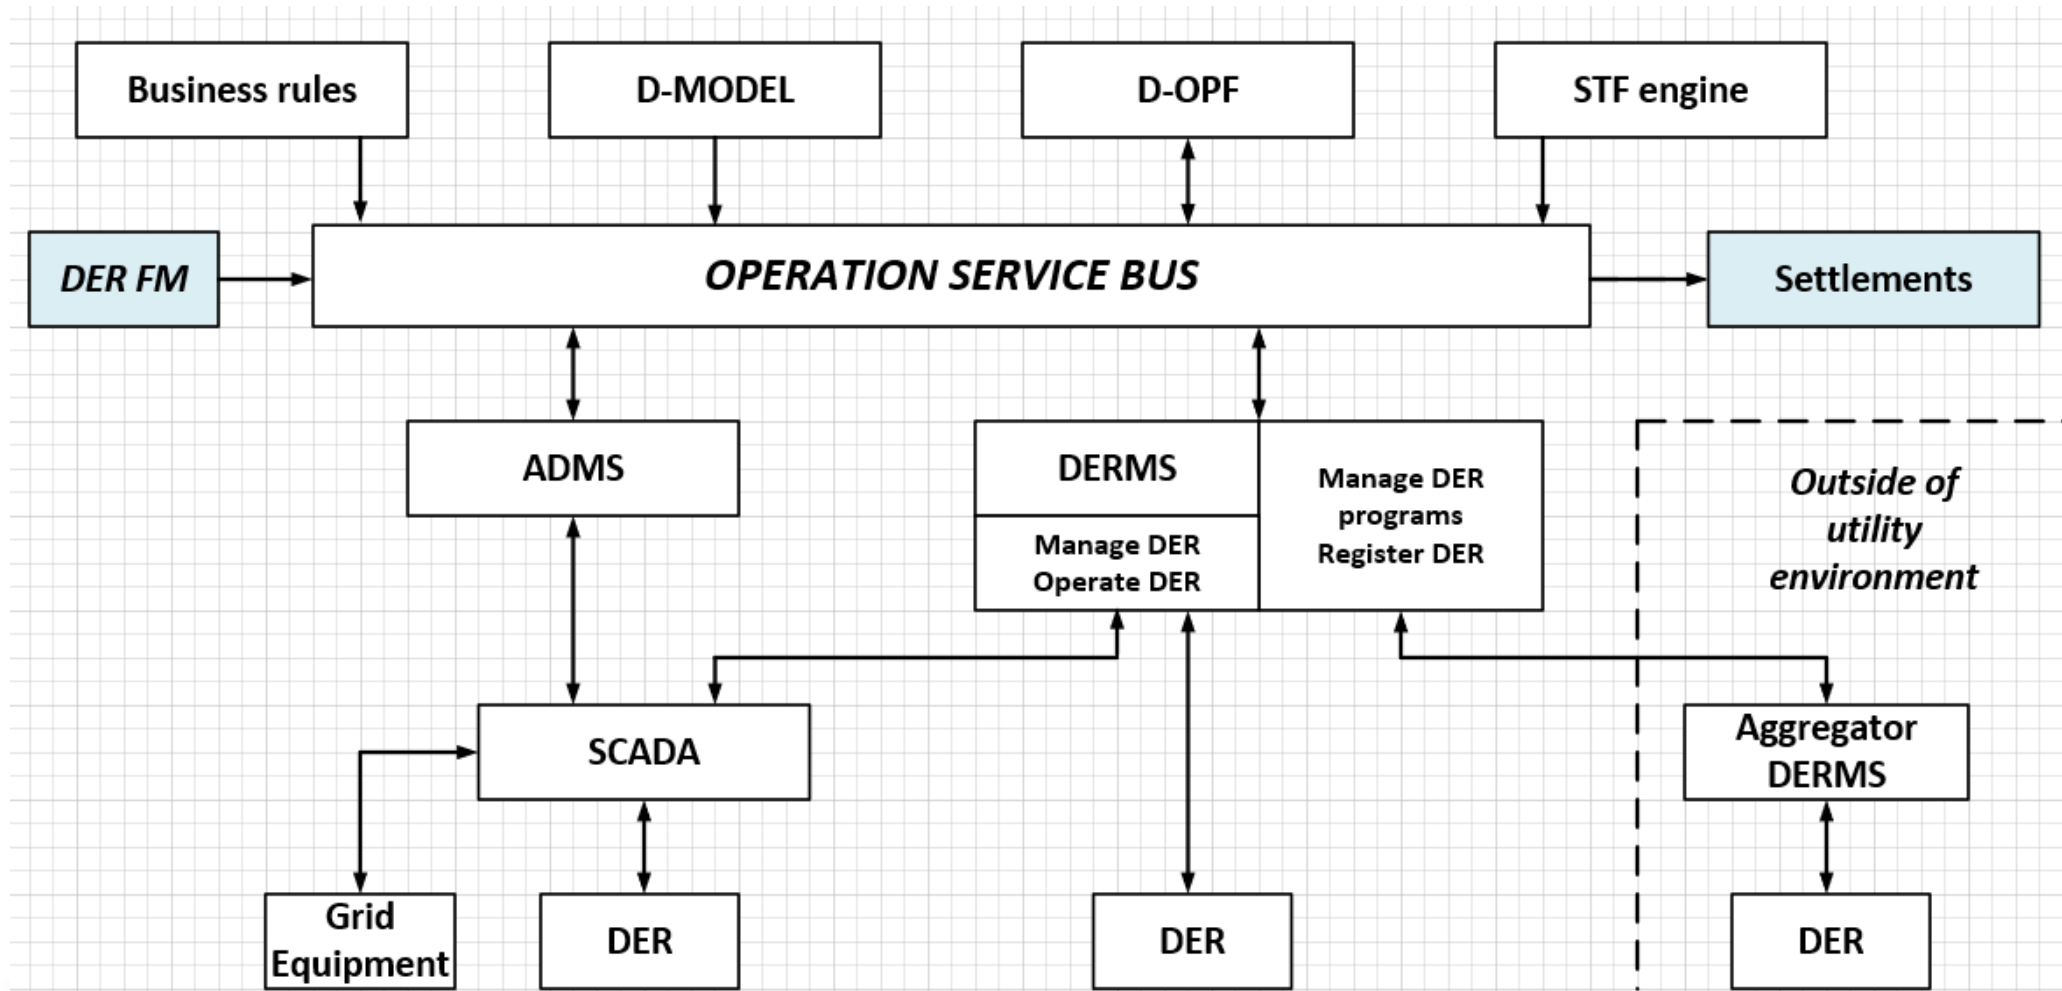 Business rules
D-MODEL
D-OPF
STF engine
DER FM
OPERATION SERVICE BUS
Settlements
ADMS
DERMS
Manage DER
Operate DER
Manage DER
programs
Register DER
Outside of
utility
environment
SCADA
Aggregator
DERMS
Grid
Equipment
DER
DER
DER